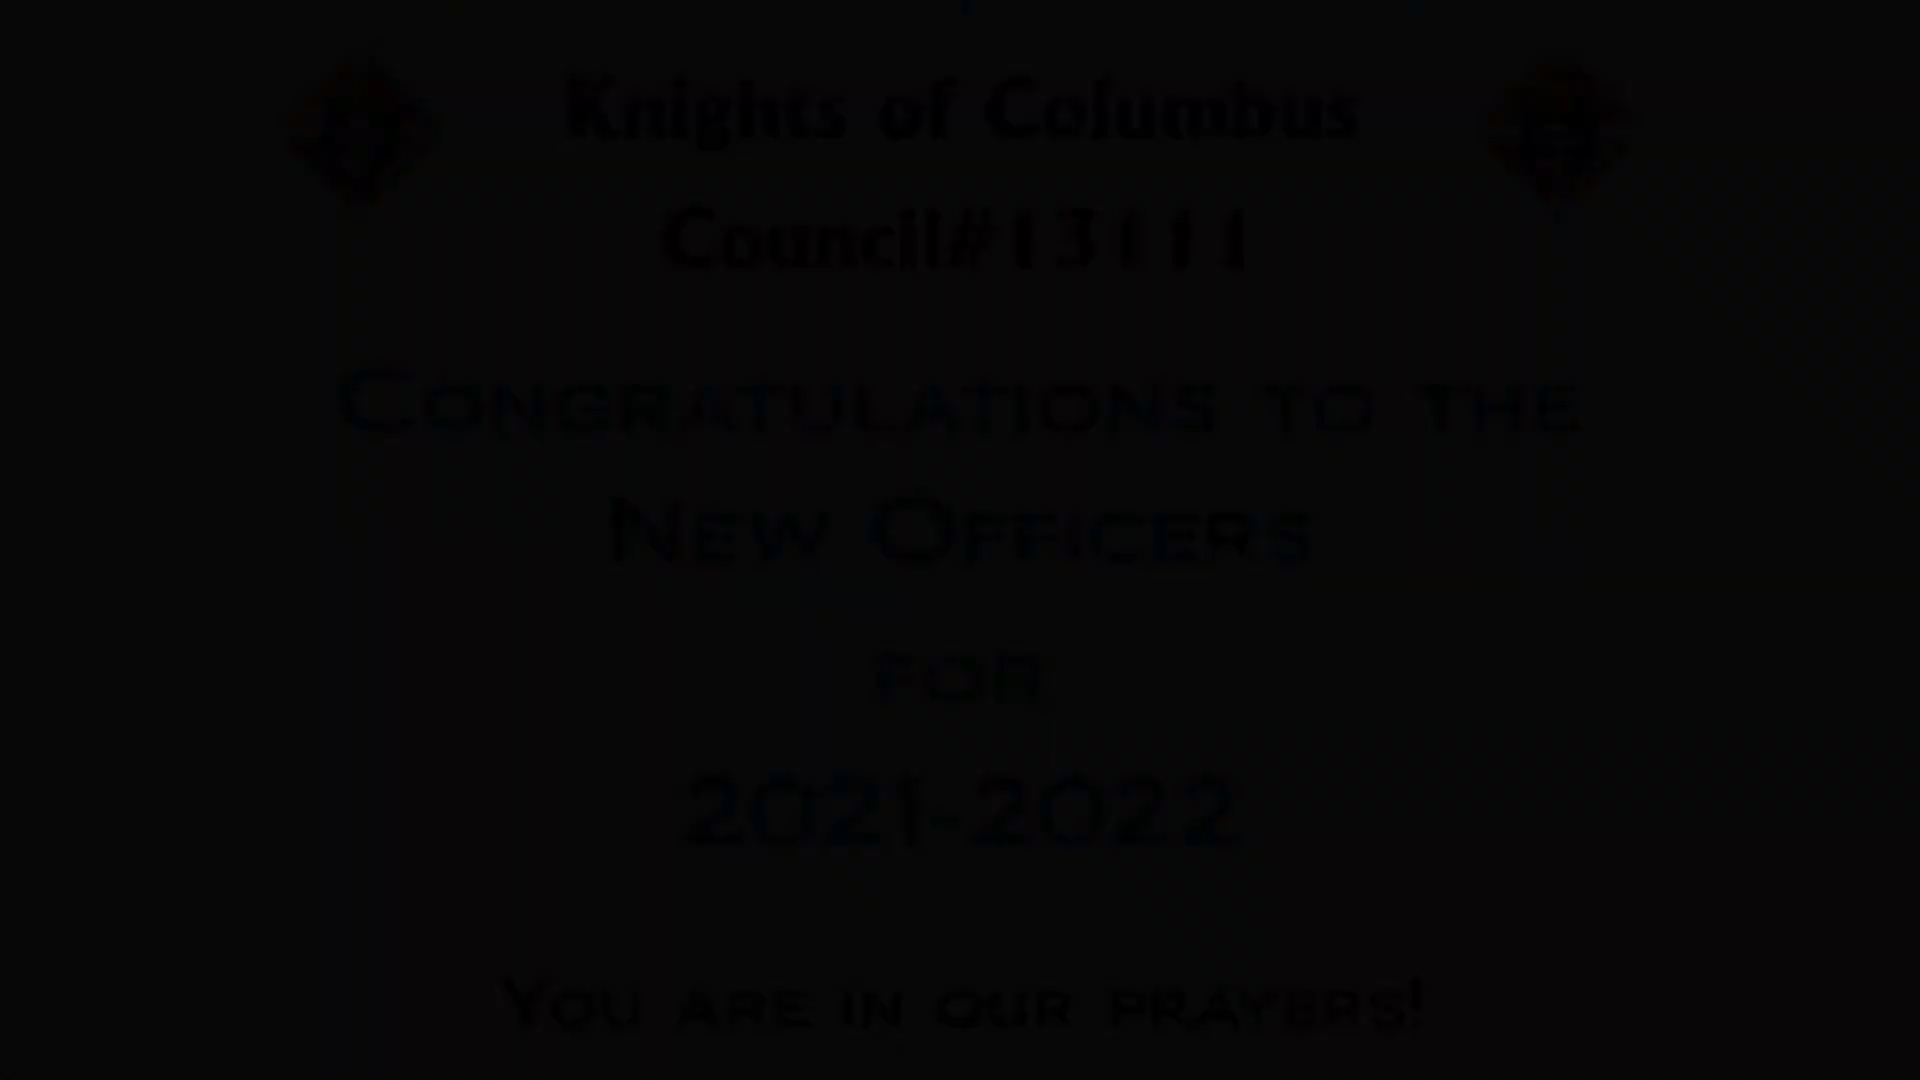 Knights of Columbus
Council#13111
CONGRATULATIONS TO THE
NEW OFFICERS
FOR
2021-2022
YOU ARE IN OUR PRAYERS!